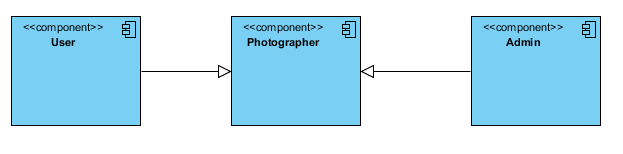 <<component>>
User
<<component>>
Photographer
<<component>>
Admin